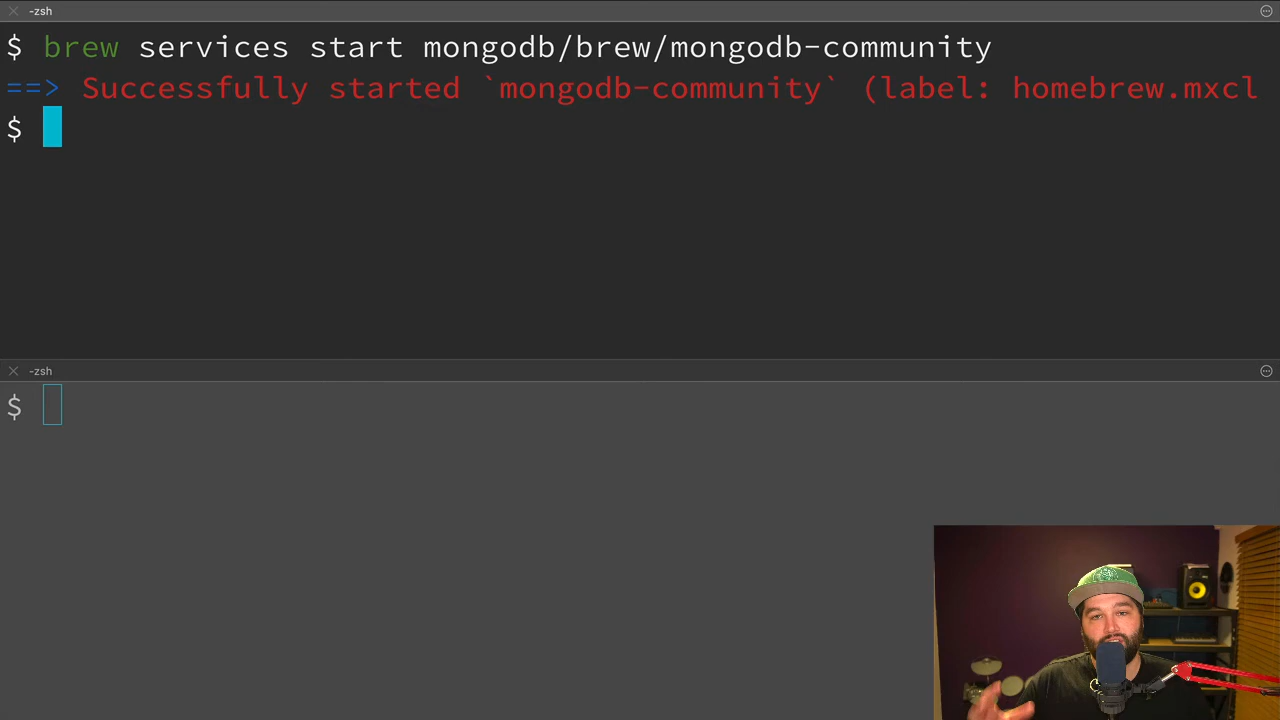 -zsh
$ brew services start mongodb/brew/mongodb-community
==> Successfully started `mongodb-community` (label: homebrew.mxcl
$
-zsh
$